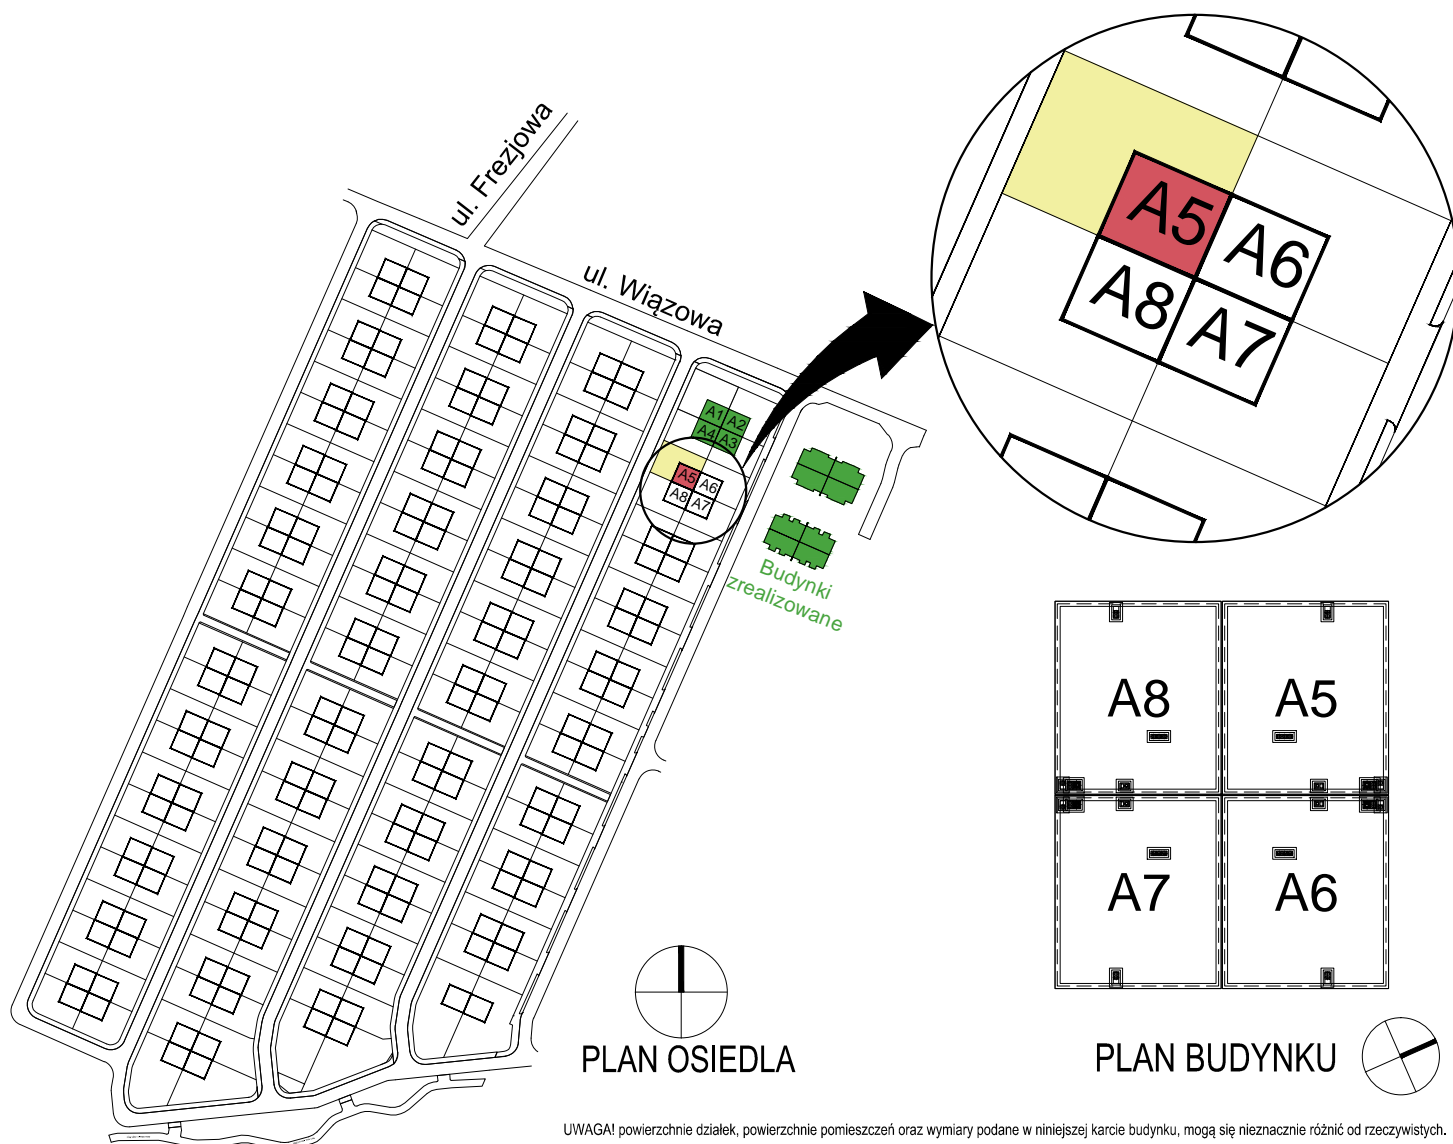 ul. Frezjowa
ul. Wiązowa
A5
A6
A8
A7
A1 A2
A4 A3
A5 A6
A8 A7
Budynki
zrealizowane
A8
A5
A7
A6
PLAN OSIEDLA
PLAN BUDYNKU
UWAGA! powierzchnie działek, powierzchnie pomieszczeń oraz wymiary podane w niniejszej karcie budynku, mogą się nieznacznie różnić od rzeczywistych.